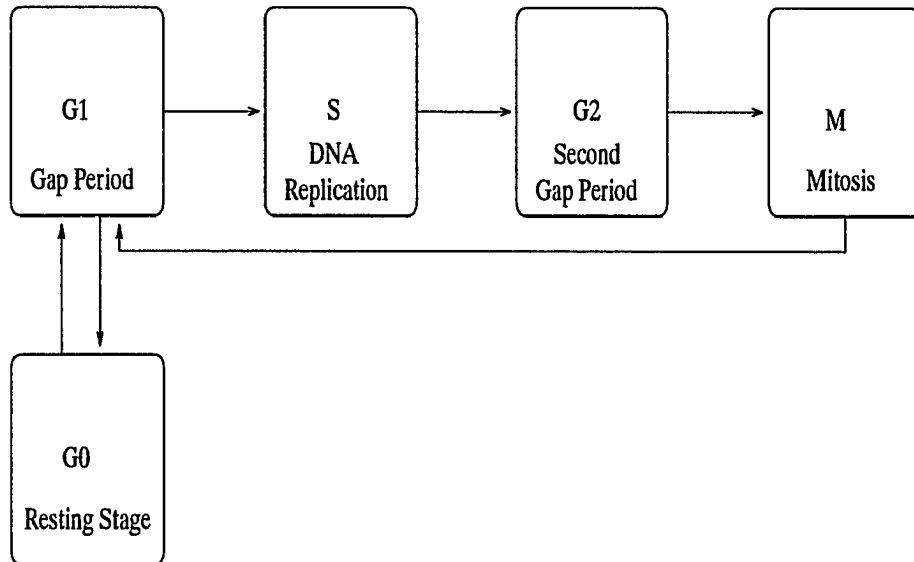 G1
Gap Period
S
DNA
Replication
G2
Second
Gap Period
M
Mitosis
G0
Resting Stage